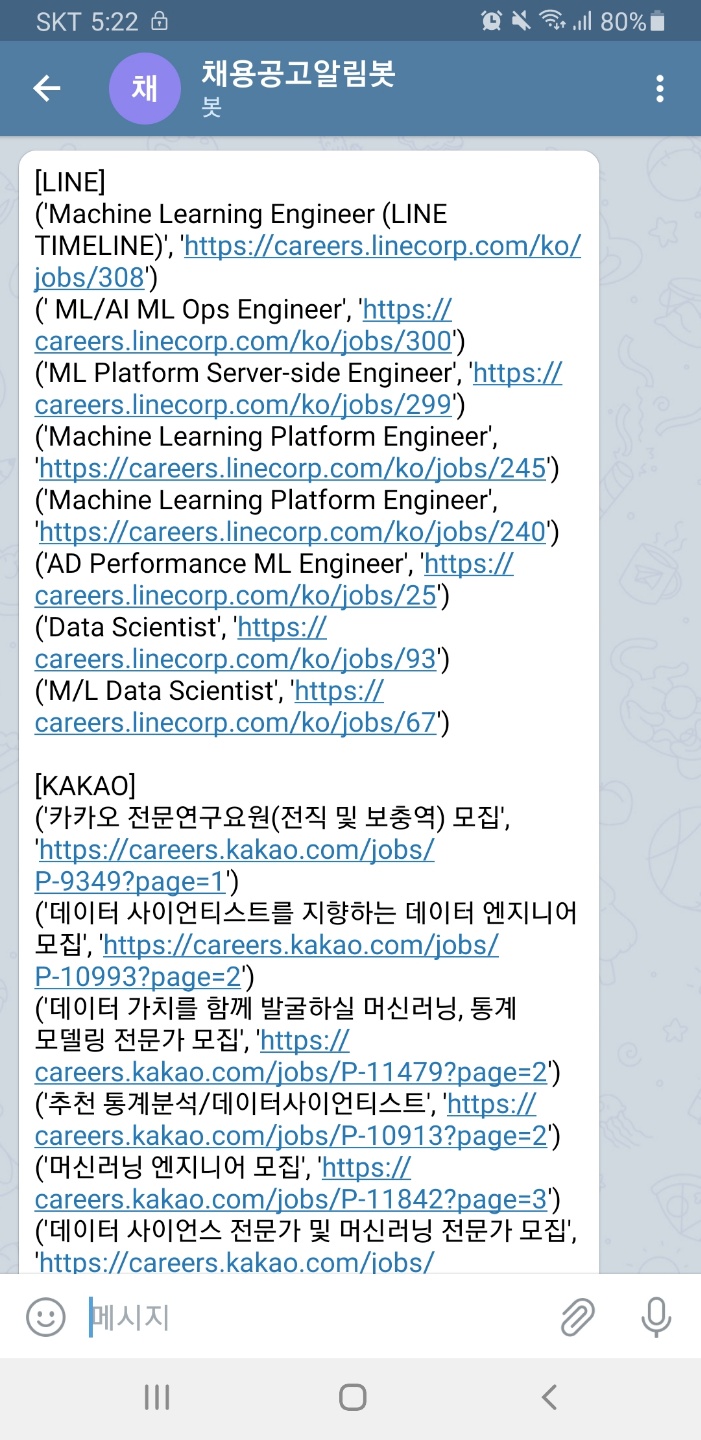 SKT 5:22 80%
채 채용공고알림봇
봇
[LINE]
('Machine Learning Engineer (LINE
TIMELINE)', 'https://careers.linecorp.com/ko/
jobs/308')
(' ML/AI ML Ops Engineer', 'https://
careers.linecorp.com/ko/jobs/300')
('ML Platform Server-side Engineer', 'https://
careers.linecorp.com/ko/jobs/299')
('Machine Learning Platform Engineer',
'https://careers.linecorp.com/ko/jobs/245')
('Machine Learning Platform Engineer',
'https://careers.linecorp.com/ko/jobs/240')
('AD Performance ML Engineer', 'https://
careers.linecorp.com/ko/jobs/25')
('Data Scientist', 'https://
careers.linecorp.com/ko/jobs/93')
('M/L Data Scientist', 'https://
careers.linecorp.com/ko/jobs/67')
[KAKAO]
('카카오 전문연구요원(전직 및 보충역) 모집',
'https://careers.kakao.com/jobs/
P-9349?page=1')
('데이터 사이언티스트를 지향하는 데이터 엔지니어
모집', 'https://careers.kakao.com/jobs/
P-10993?page=2')
('데이터 가치를 함께 발굴하실 머신러닝, 통계
모델링 전문가 모집', 'https://
careers.kakao.com/jobs/P-11479?page=2')
('추천 통계분석/데이터사이언티스트', 'https://
careers.kakao.com/jobs/P-10913?page=2')
('머신러닝 엔지니어 모집', 'https://
careers.kakao.com/jobs/P-11842?page=3')
('데이터 사이언스 전문가 및 머신러닝 전문가 모집',
'https://careers.kakao.com/jobs/
메시지